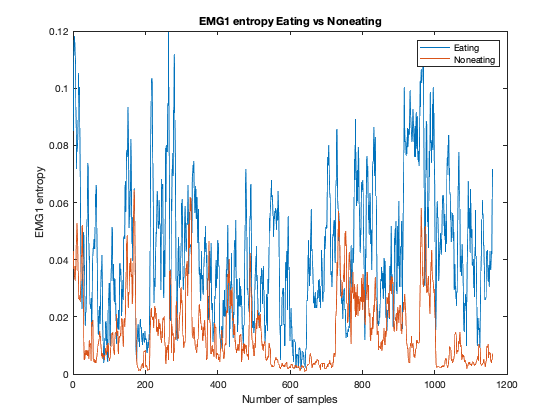 EMG1 entropy Eating vs Noneating
0.12
0.1
0.08
0.06
0.04
0.02
0
EMG1 entropy
Eating
Noneating
0 200 400 600 800 1000 1200
Number of samples